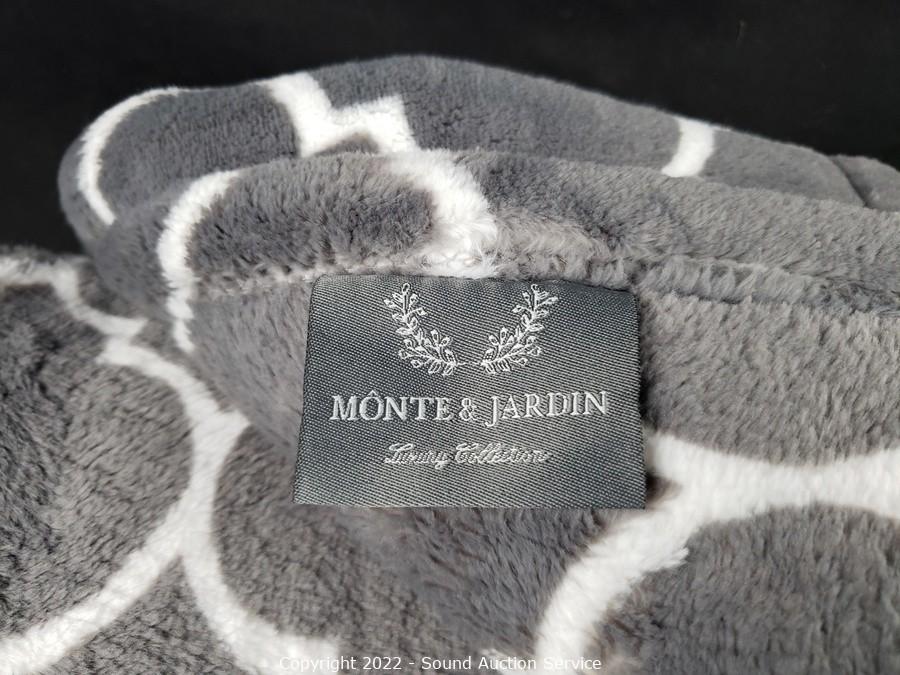 MÔNTE & JARDIN
Luxury Collection
Copyright 2022 - Sound Auction Service